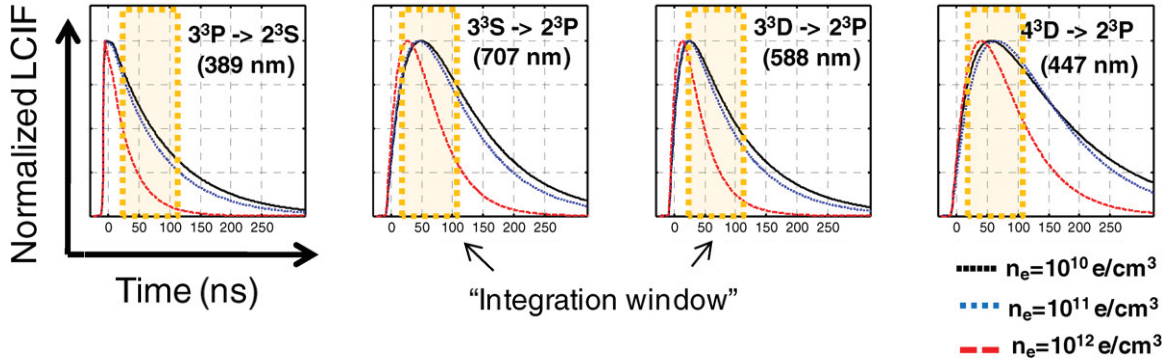 Normalized LCIF
3³P -> 2³S
(389 nm)
0 50 100 150 200 250
3³S -> 2³P
(707 nm)
0 50 100 150 200 250
3³D -> 2³P
(588 nm)
0 50 100 150 200 250
4³D -> 2³P
(447 nm)
0 50 100 150 200 250
Time (ns)
“Integration window”
nₑ=10¹⁰ e/cm³
nₑ=10¹¹ e/cm³
nₑ=10¹² e/cm³